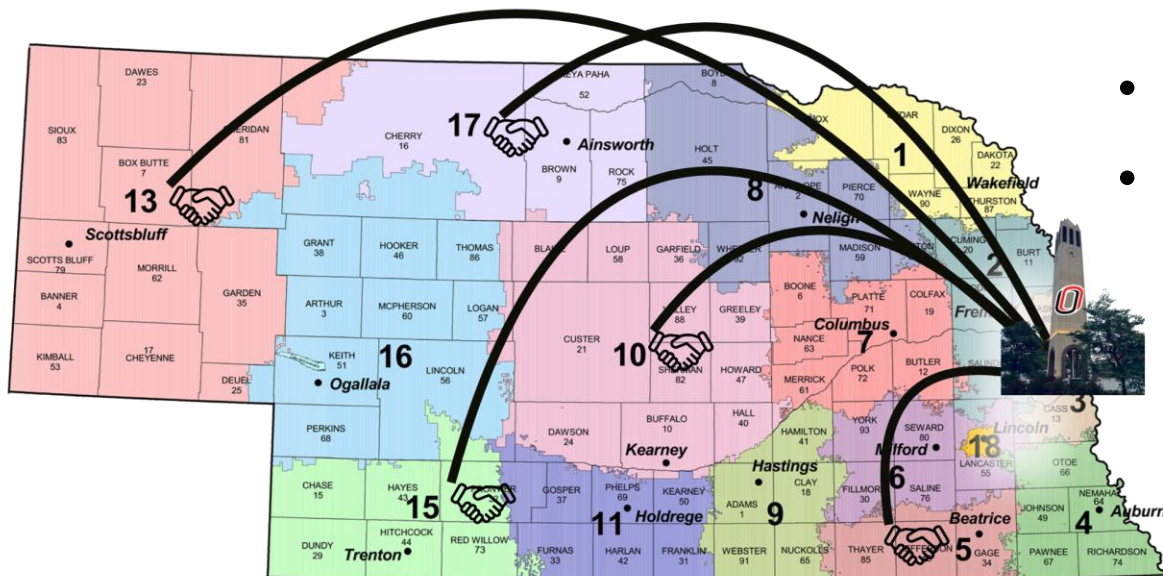 DAWES
23
SIOUX
83
BOX BUTTE
7
81
13
Scottsbluff
SCOTTS BLUFF
79
MORRILL
62
BANNER
4
GARDEN
35
KIMBALL
53
17
CHEYENNE
DEUEL
25
CHERRY
16
17
52
Ainsworth
BROWN
9
ROCK
75
BOYD
8
HOLT
45
8
2
PIERCE
70
Neligh
MADISON
59
1
DIXON
26
DAKOTA
22
Wakefield
WAYNE
90
THURSTON
87
CUMING
20
2
BURT
11
GRANT
38
HOOKER
46
THOMAS
86
ARTHUR
3
MCPHERSON
60
LOGAN
57
KEITH
51
16
LINCOLN
56
Ogallala
PERKINS
68
LOUP
58
GARFIELD
36
CUSTER
21
88
GREELEY
39
10
82
HOWARD
47
DAWSON
24
BUFFALO
10
HALL
40
Kearney
BOONE
6
PLATTE
71
COLFAX
19
Columbus
NANCE
63
7
MERRICK
61
POLK
72
BUTLER
12
O
3
CASS
13
YORK
93
SEWARD
80
Milford
6
Lincoln
18
LANCASTER
55
OTOE
66
HAMILTON
41
Hastings
ADAMS
1
CLAY
18
9
FILLMORE
30
SALINE
76
CHASE
15
HAYES
43
15
HITCHCOCK
44
Trenton
DUNDY
29
RED WILLOW
73
GOSPER
37
PHELPS
69
KEARNEY
50
11
Holdrege
FURNAS
33
HARLAN
42
FRANKLIN
31
WEBSTER
91
NUCKOLLS
65
THAYER
85
Beatrice
5
GAGE
34
JOHNSON
49
NEMAHA
64
4
Auburn
PAWNEE
67
RICHARDSON
74